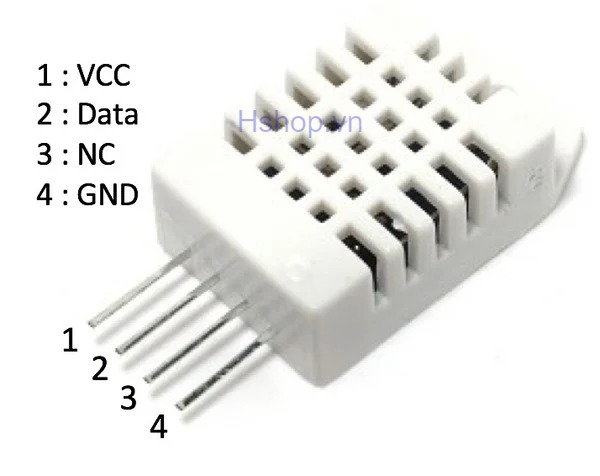 1 : VCC
2 : Data
3 : NC
4 : GND
Hshop.vn
1
2
3
4